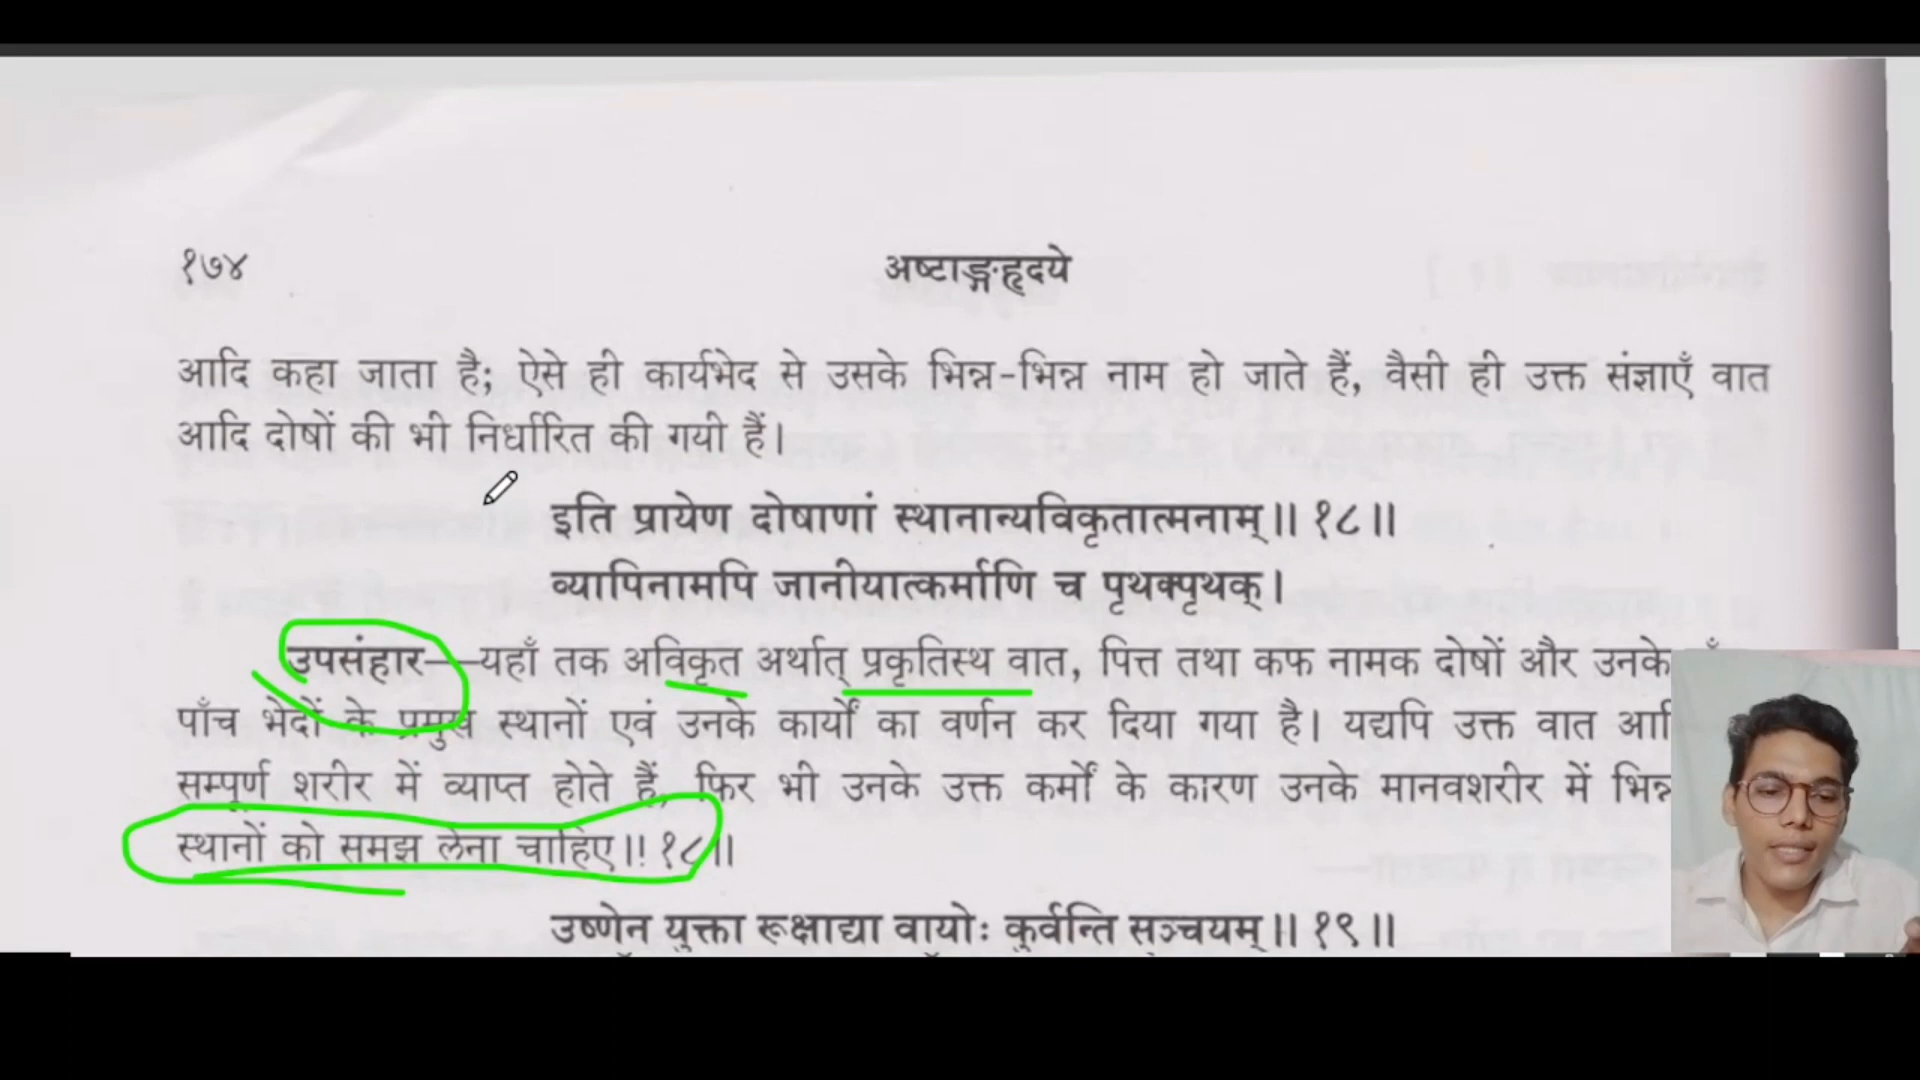 १७४
अष्टाङ्गहृदये
आदि कहा जाता है; ऐसे ही कार्यभेद से उसके भिन्न-भिन्न नाम हो जाते हैं, वैसी ही उक्त संज्ञाएँ वात
आदि दोषों की भी निर्धारित की गयी हैं।
इति प्रायेण दोषाणां स्थानान्यविकृतात्मनाम्॥ १८॥
व्यापिनामपि जानीयात्कर्माणि च पृथक्पृथक्।
उपसंहार—यहाँ तक अविकृत अर्थात् प्रकृतिस्थ वात, पित्त तथा कफ नामक दोषों और उनके
पाँच भेदों के प्रमुख स्थानों एवं उनके कार्यों का वर्णन कर दिया गया है। यद्यपि उक्त वात
सम्पूर्ण शरीर में व्याप्त होते हैं, फिर भी उनके उक्त कर्मों के कारण उनके मानवशरीर में भिन्न
स्थानों को समझ लेना चाहिए॥ १८॥
उष्णेन युक्ता रूक्षाद्या वायोः कुर्वन्ति सञ्चयम्॥ १९॥